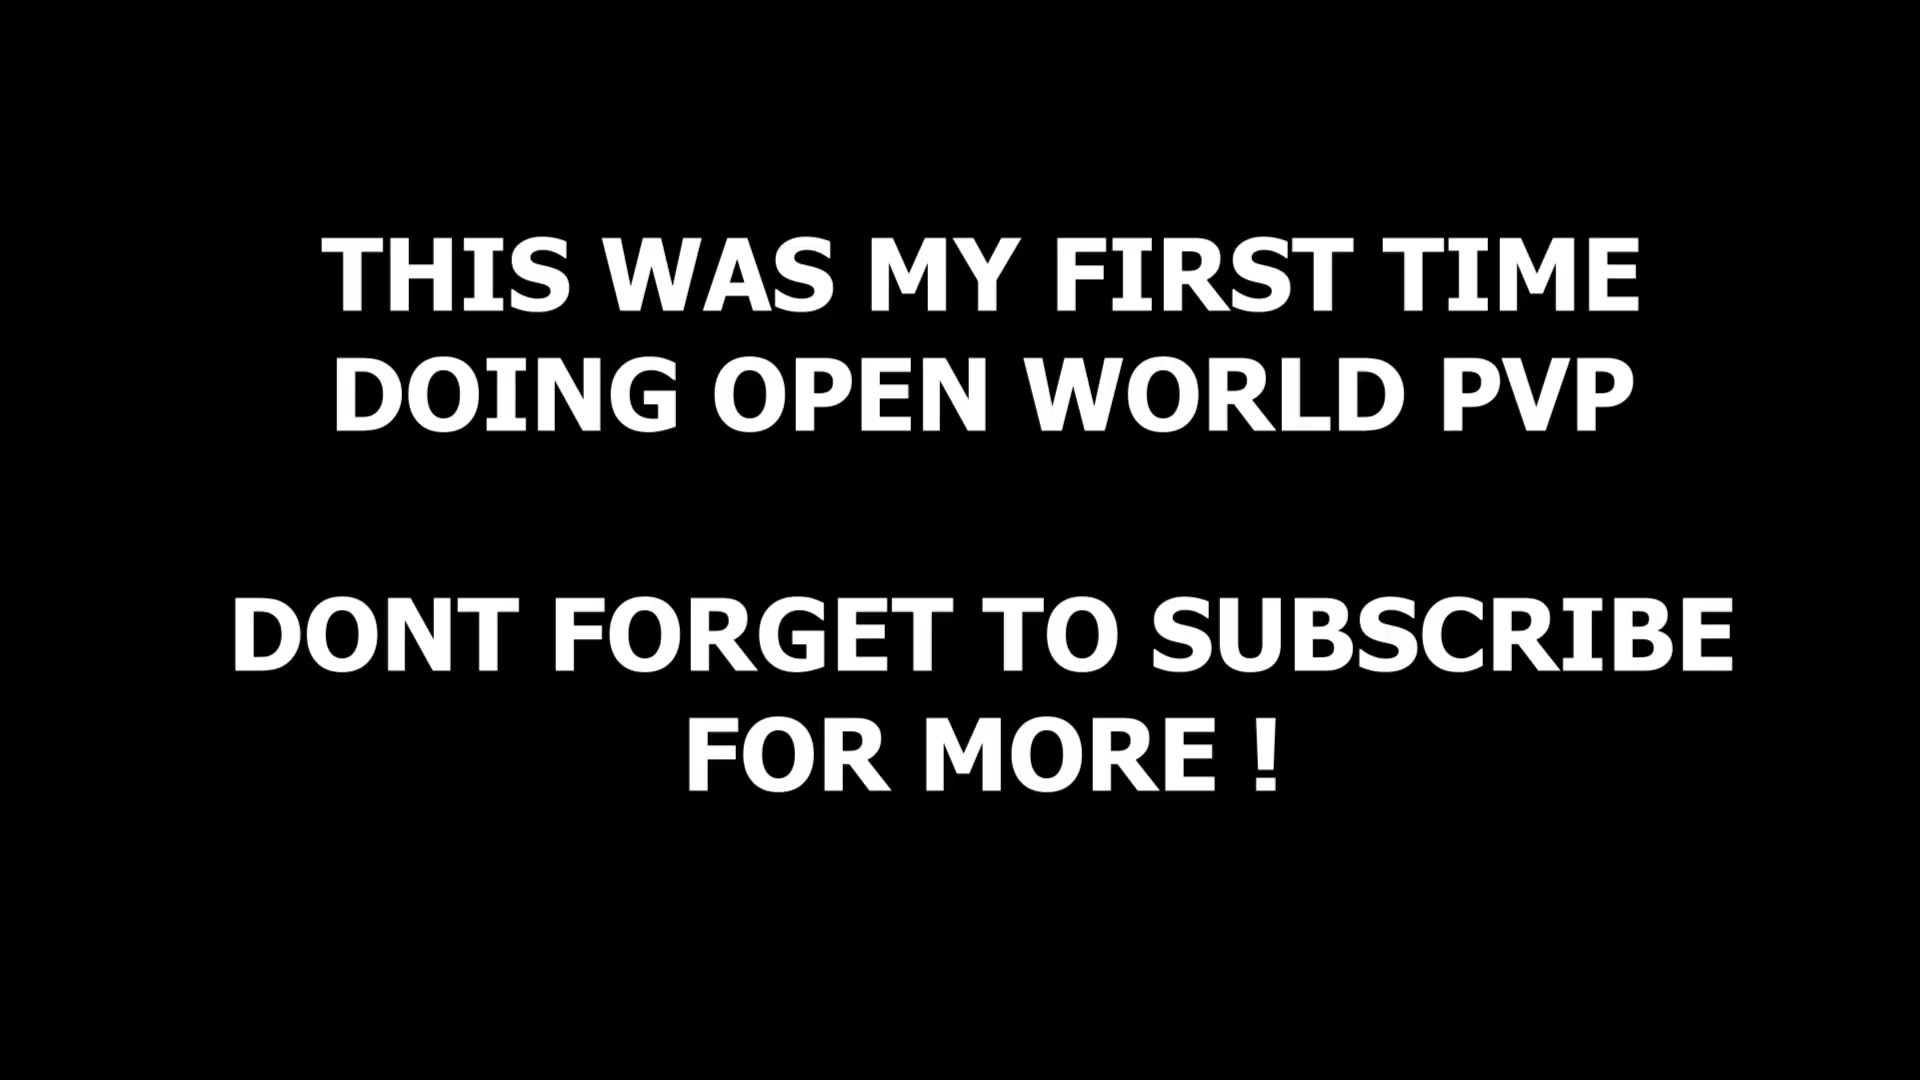 THIS WAS MY FIRST TIME
DOING OPEN WORLD PVP
DONT FORGET TO SUBSCRIBE
FOR MORE !